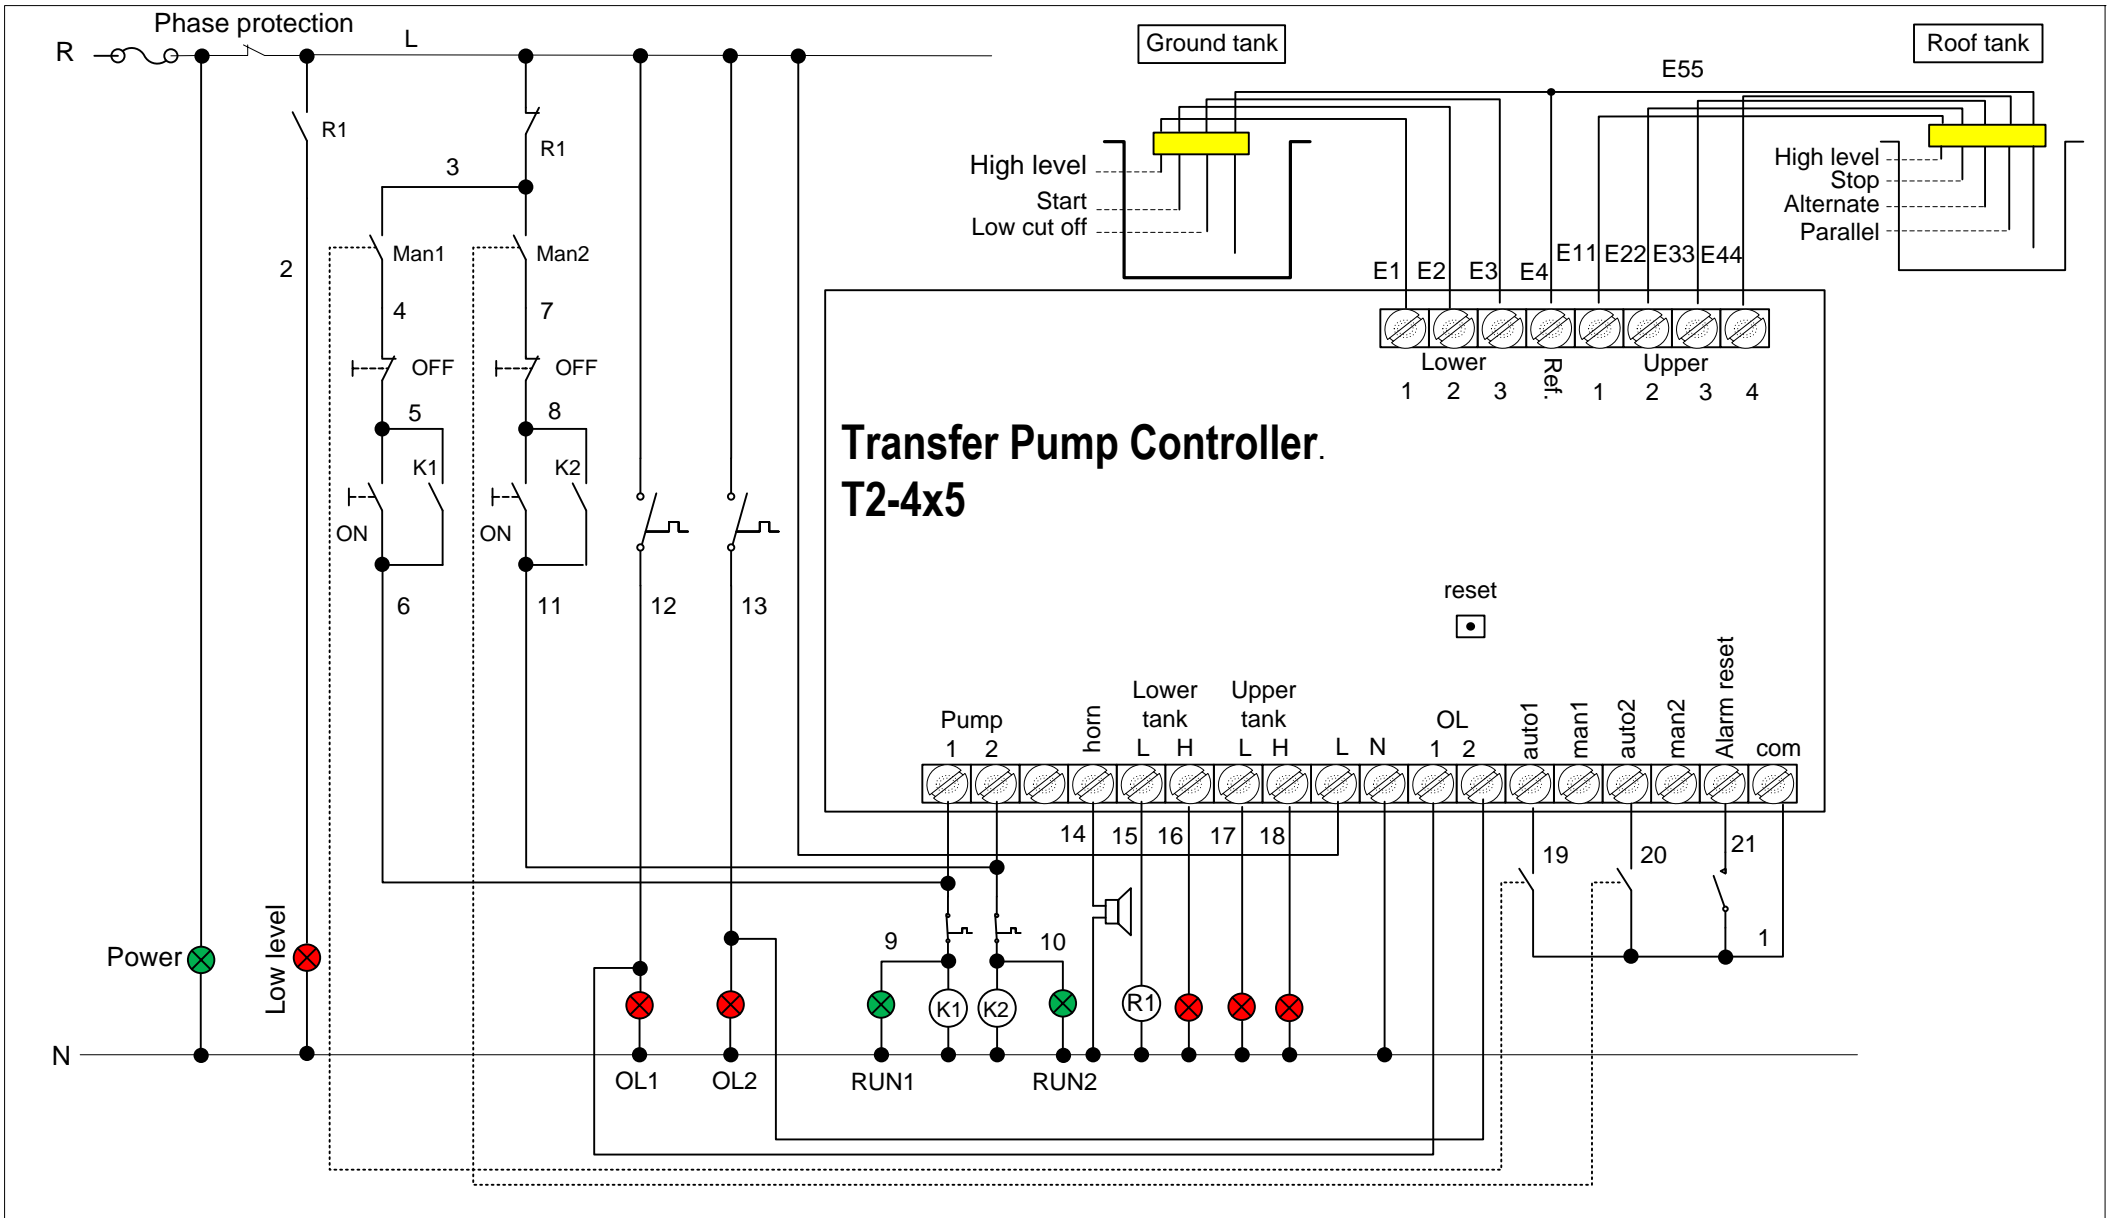 Phase protection
R
L
Ground tank
Roof tank
E55
R1
R1
3
High level
Start
Low cut off
High level
Stop
Alternate
Parallel
Man1
Man2
2
E1 E2 E3 E4 E11 E22 E33 E44
4
7
OFF
OFF
Lower
Ref.
Upper
1 2 3 1 2 3 4
5
8
K1
K2
Transfer Pump Controller.
T2-4x5
ON
ON
6
11
12
13
reset
Pump
1 2
horn
Lower
tank
L H
Upper
tank
L H
L N
OL
1 2
auto1
man1
auto2
man2
Alarm reset
com
14 15 16 17 18
19
20
21
1
Power
Low level
9
10
K1
K2
R1
N
OL1
OL2
RUN1
RUN2